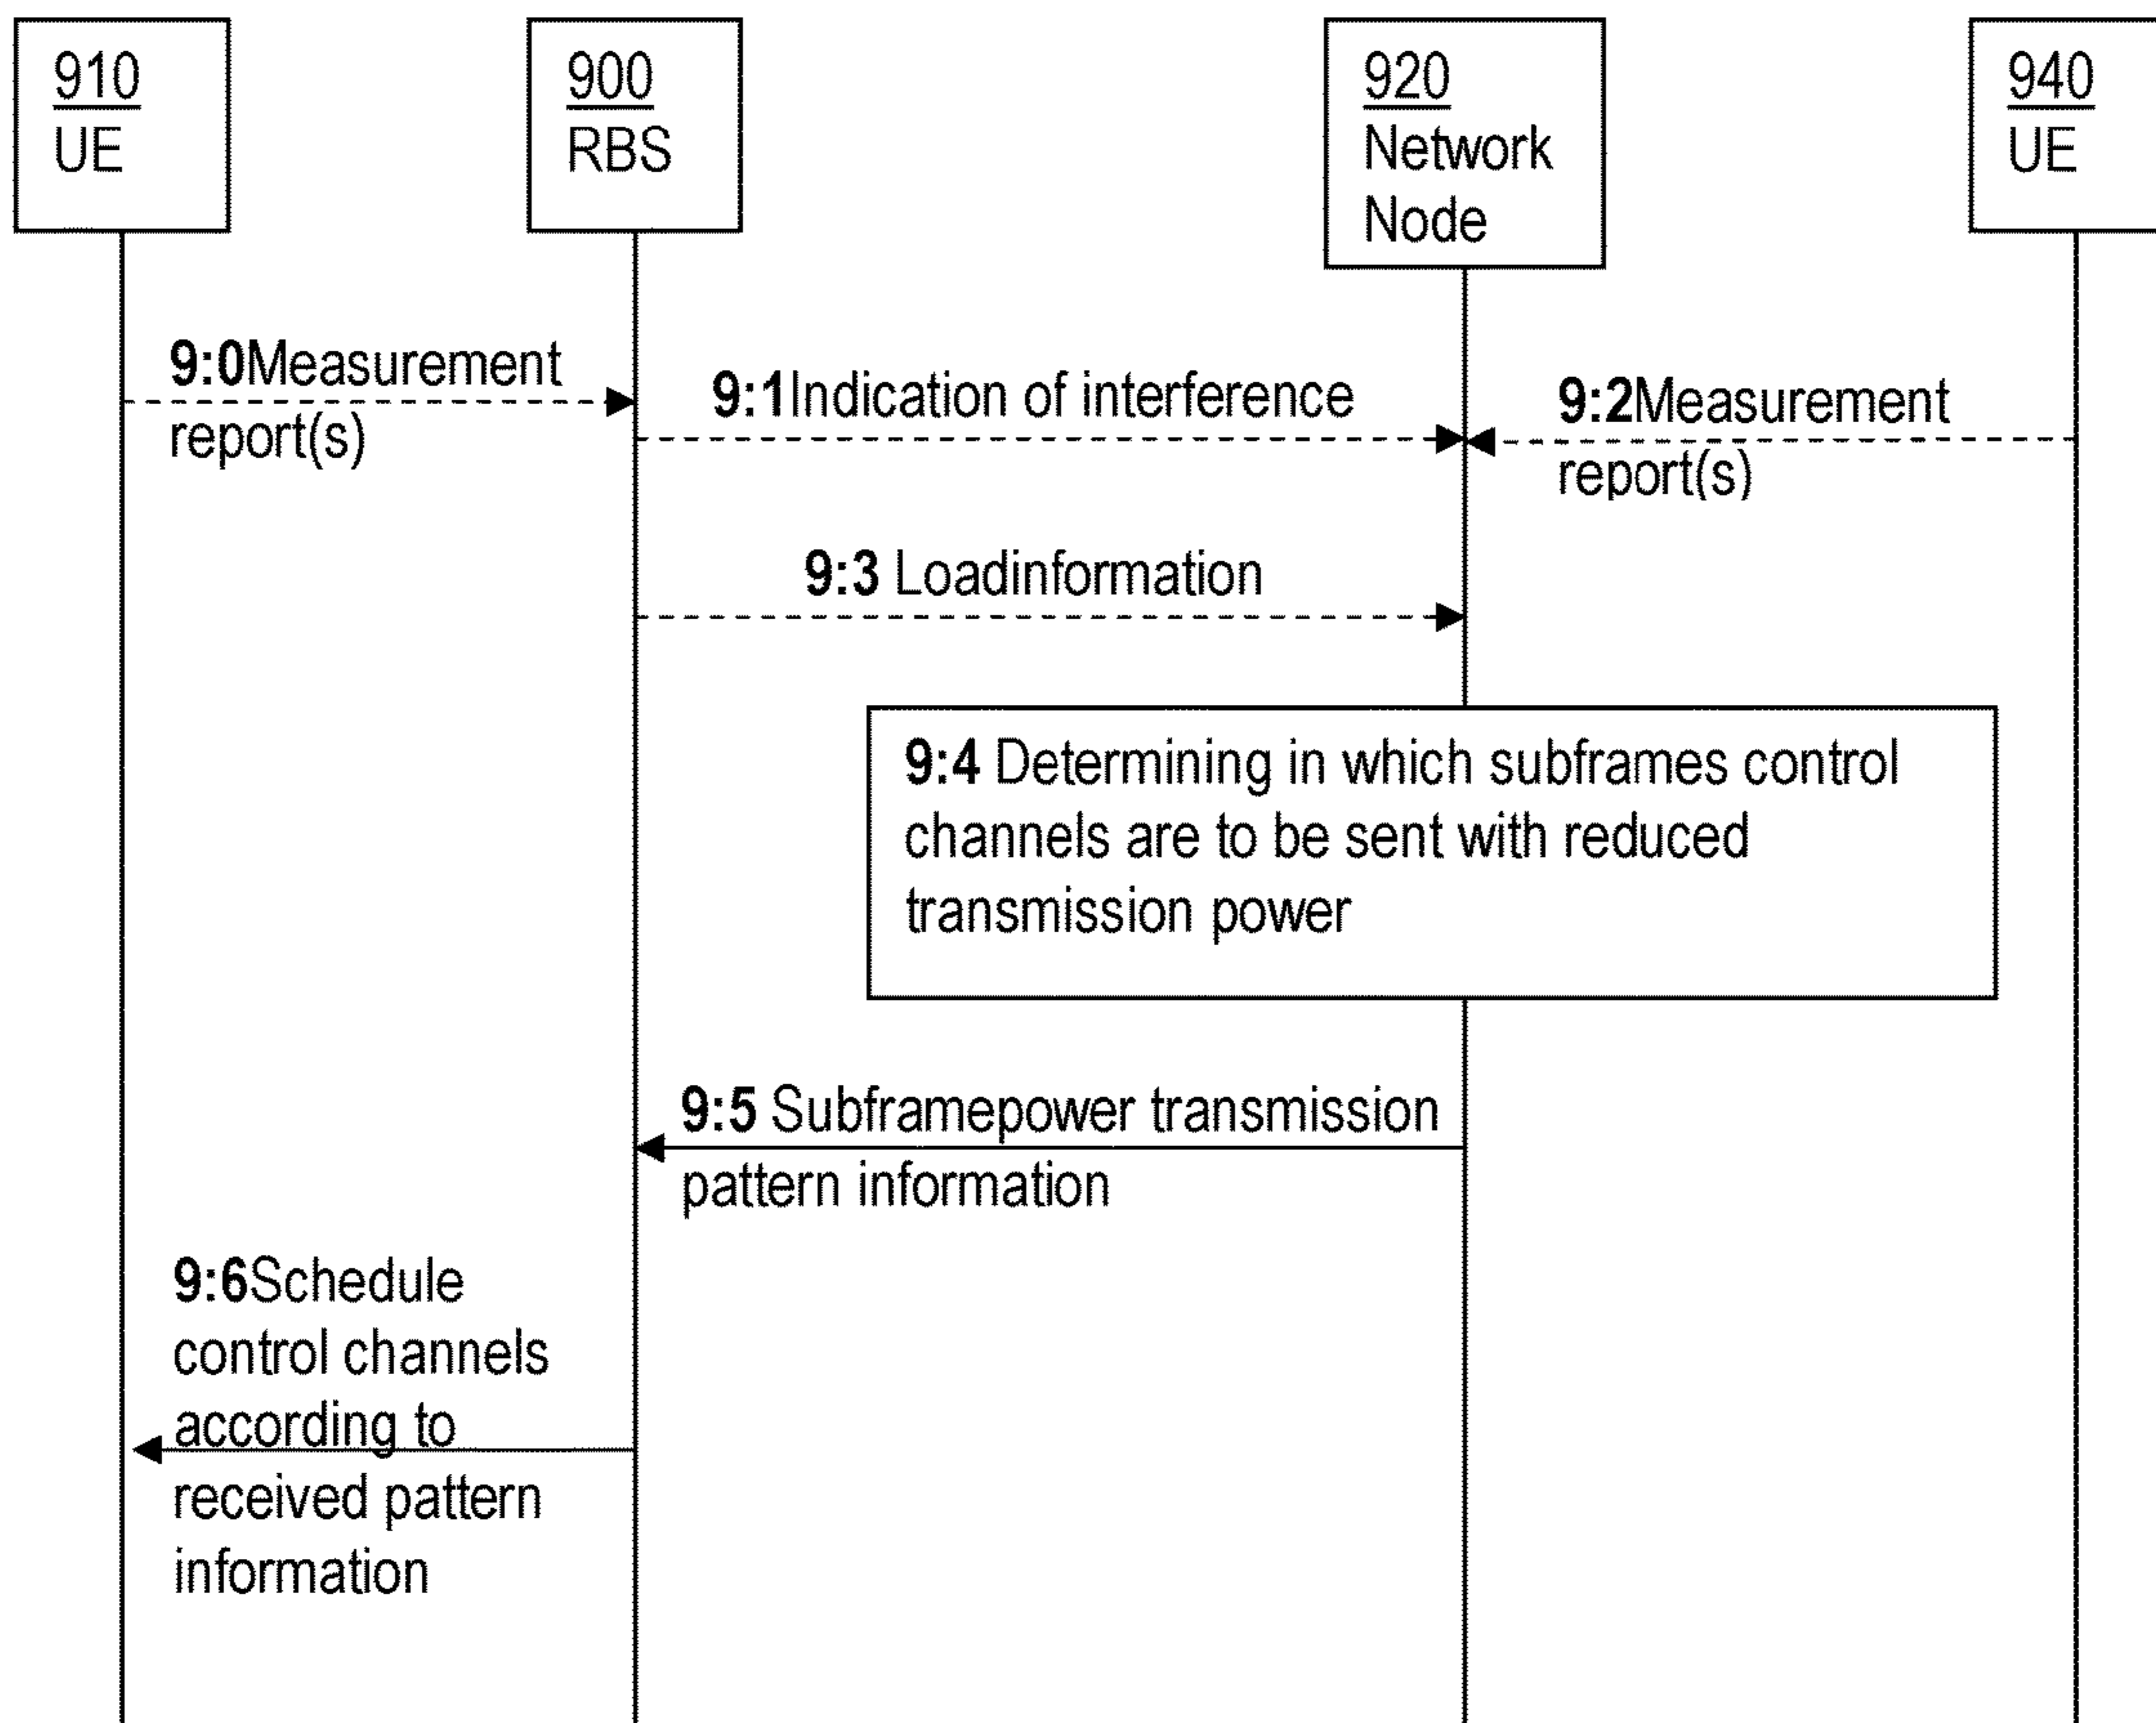 910
UE
900
RBS
920
Network
Node
940
UE
9:0Measurement
report(s)
9:1Indication of interference
9:2Measurement
report(s)
9:3 Loadinformation
9:4 Determining in which subframes control
channels are to be sent with reduced
transmission power
9:5 Subframepower transmission
pattern information
9:6Schedule
control channels
according to
received pattern
information